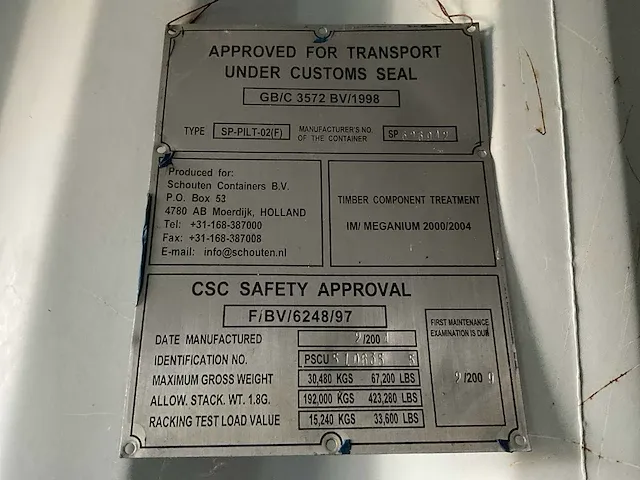 APPROVED FOR TRANSPORT
UNDER CUSTOMS SEAL
GB/C 3572 BV/1998
TYPE SP-PILT-02(F) MANUFACTURER'S NO. OF THE CONTAINER SP
Produced for:
Schouten Containers B.V.
P.O. Box 53
4780 AB Moerdijk, HOLLAND
Tel: +31-168-387000
Fax: +31-168-387008
E-mail: info@schouten.nl
TIMBER COMPONENT TREATMENT
IM/ MEGANIUM 2000/2004
CSC SAFETY APPROVAL
F/BV/6248/97
DATE MANUFACTURED
IDENTIFICATION NO. PSCU
MAXIMUM GROSS WEIGHT 30,480 KGS 67,200 LBS
ALLOW. STACK. WT. 1.8G. 192,000 KGS 423,280 LBS
RACKING TEST LOAD VALUE 15,240 KGS 33,600 LBS
FIRST MAINTENANCE
EXAMINATION IS DUE